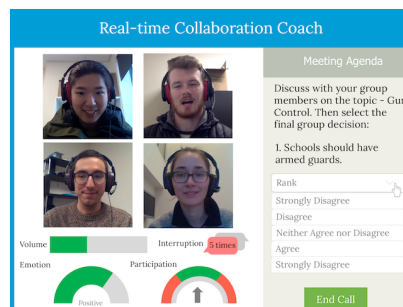 Real-time Collaboration Coach
Meeting Agenda
Discuss with your group
members on the topic - Gun
Control. Then select the
final group decision:
1. Schools should have
armed guards.
Rank
Strongly Disagree
Disagree
Neither Agree nor Disagree
Agree
Strongly Disagree
End Call
Volume
Interruption
5 times
Emotion
Participation
Positive